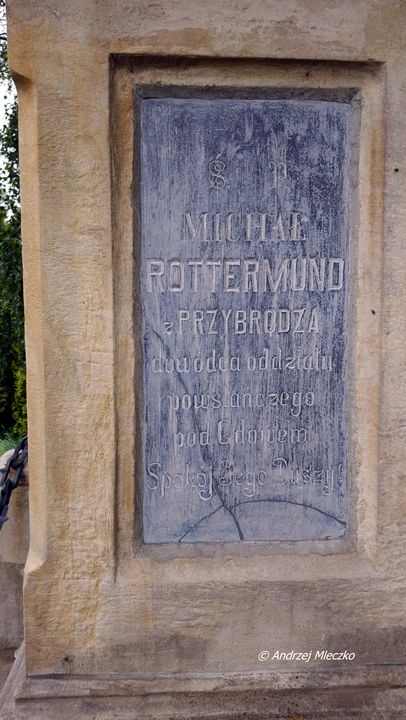 Ś. P.
MICHAŁ
ROTTERMUND
z PRZYBRODZA
dowódca oddziału
powstańczego
pod Gdowem
Spokój Jego Duszy!
© Andrzej Mleczko